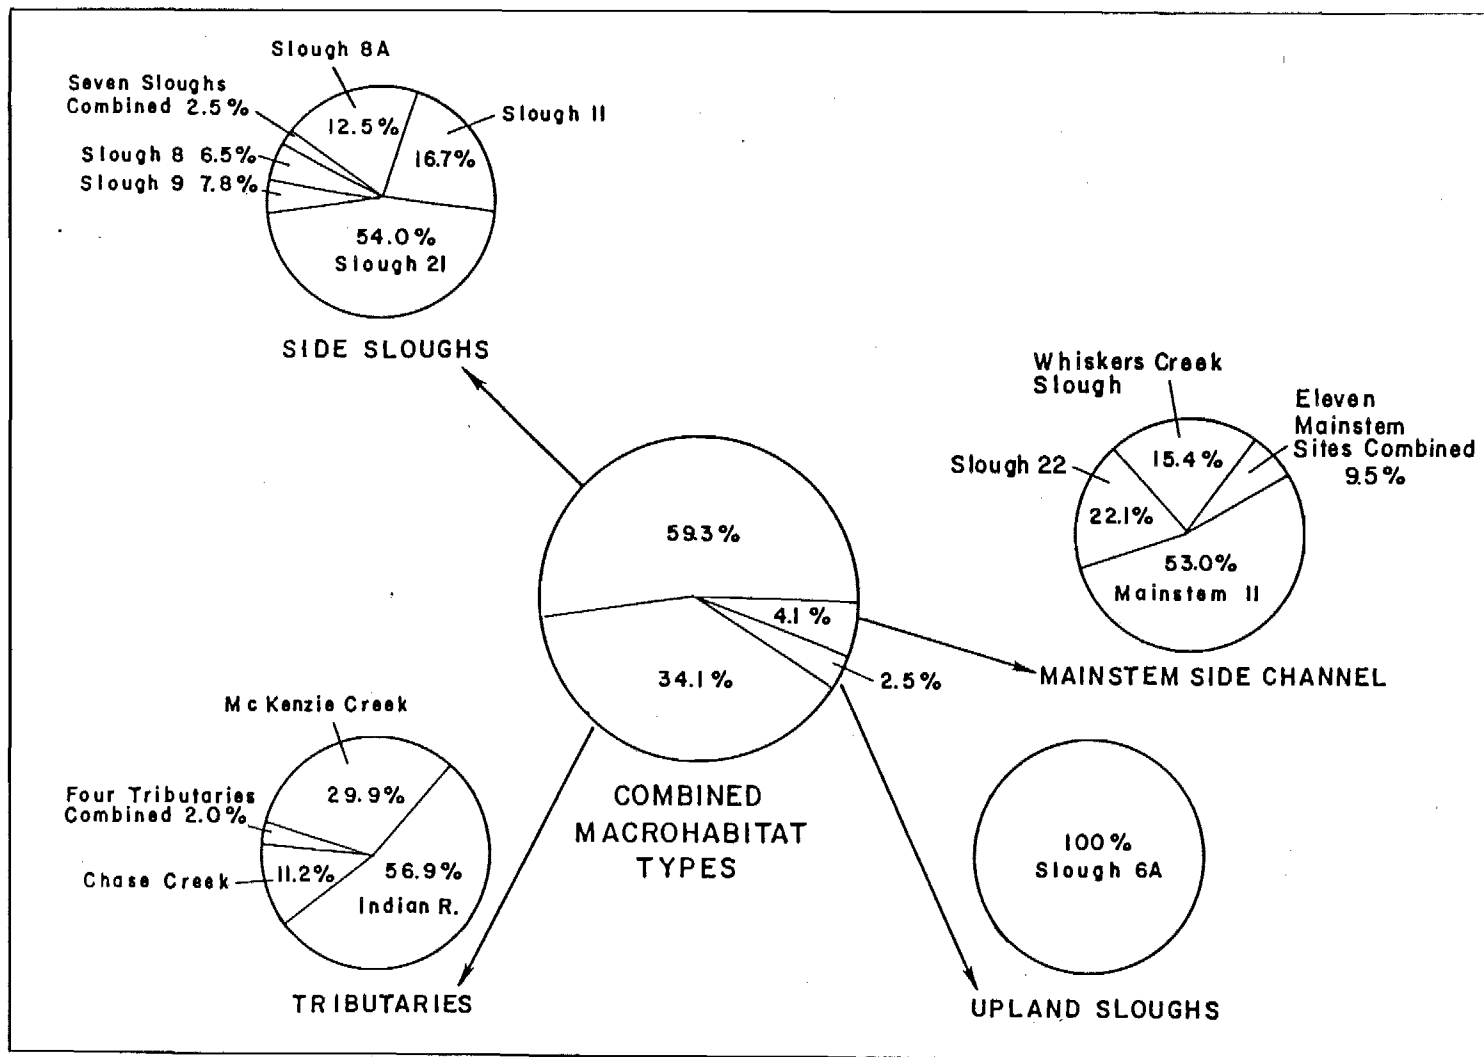 Slough 8A
Seven Sloughs
Combined 2.5%
12.5%
Slough 11
16.7%
Slough 8 6.5%
Slough 9 7.8%
54.0%
Slough 21
SIDE SLOUGHS
Whiskers Creek
Slough
Eleven
Mainstem
Sites Combined
9.5%
15.4%
Slough 22
22.1%
53.0%
Mainstem 11
MAINSTEM SIDE CHANNEL
59.3%
4.1%
2.5%
34.1%
COMBINED
MACROHABITAT
TYPES
McKenzie Creek
29.9%
Four Tributaries
Combined 2.0%
Chase Creek
11.2%
56.9%
Indian R.
TRIBUTARIES
100%
Slough 6A
UPLAND SLOUGHS